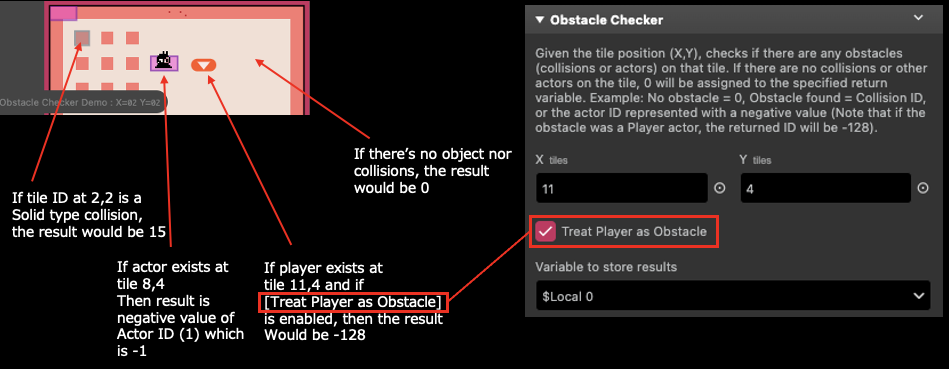 Obstacle Checker Demo : X=02 Y=02
If tile ID at 2,2 is a
Solid type collision,
the result would be 15
If actor exists at
tile 8,4
Then result is
negative value of
Actor ID (1) which
is -1
If player exists at
tile 11,4 and if
[Treat Player as Obstacle]
is enabled, then the result
Would be -128
If there’s no object nor
collisions, the result
would be 0
Obstacle Checker
Given the tile position (X,Y), checks if there are any obstacles
(collisions or actors) on that tile. If there are no collisions or other
actors on the tile, 0 will be assigned to the specified return
variable. Example: No obstacle = 0, Obstacle found = Collision ID,
or the actor ID represented with a negative value (Note that if the
obstacle was a Player actor, the returned ID will be -128).
X tiles
Y tiles
11
4
Treat Player as Obstacle
Variable to store results
$Local 0